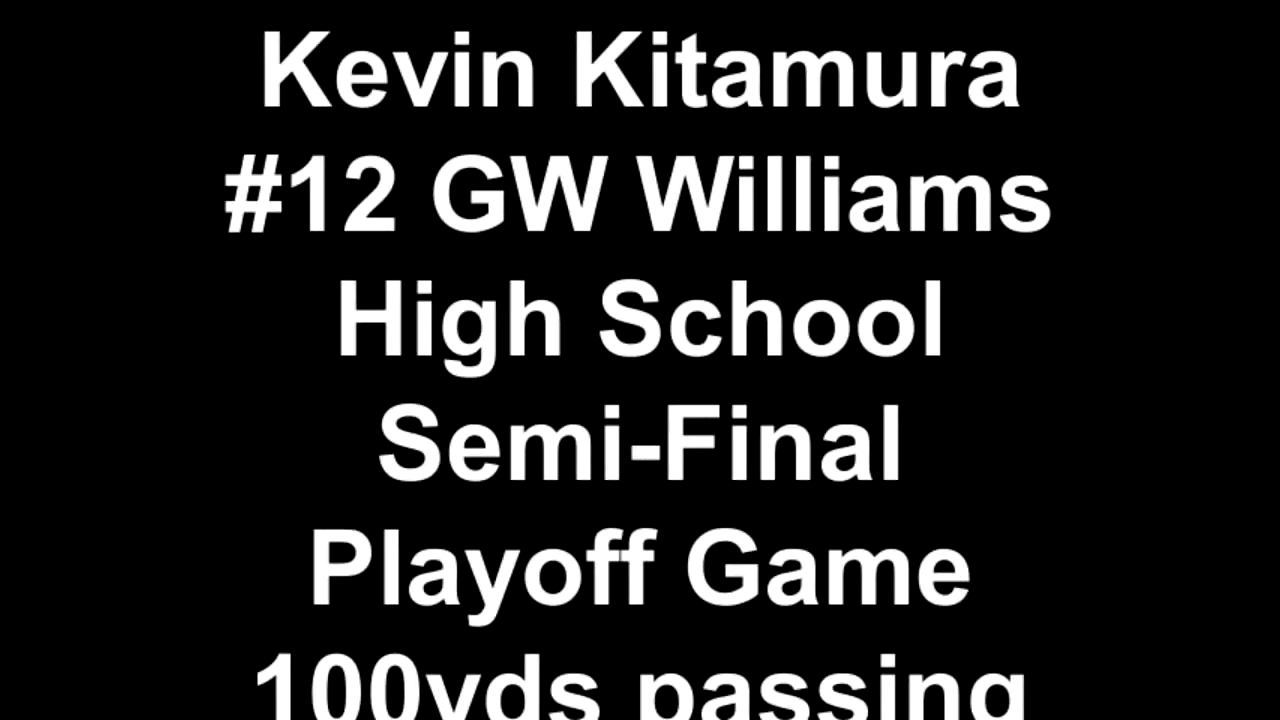 Kevin Kitamura
#12 GW Williams
High School
Semi-Final
Playoff Game
100yds passing